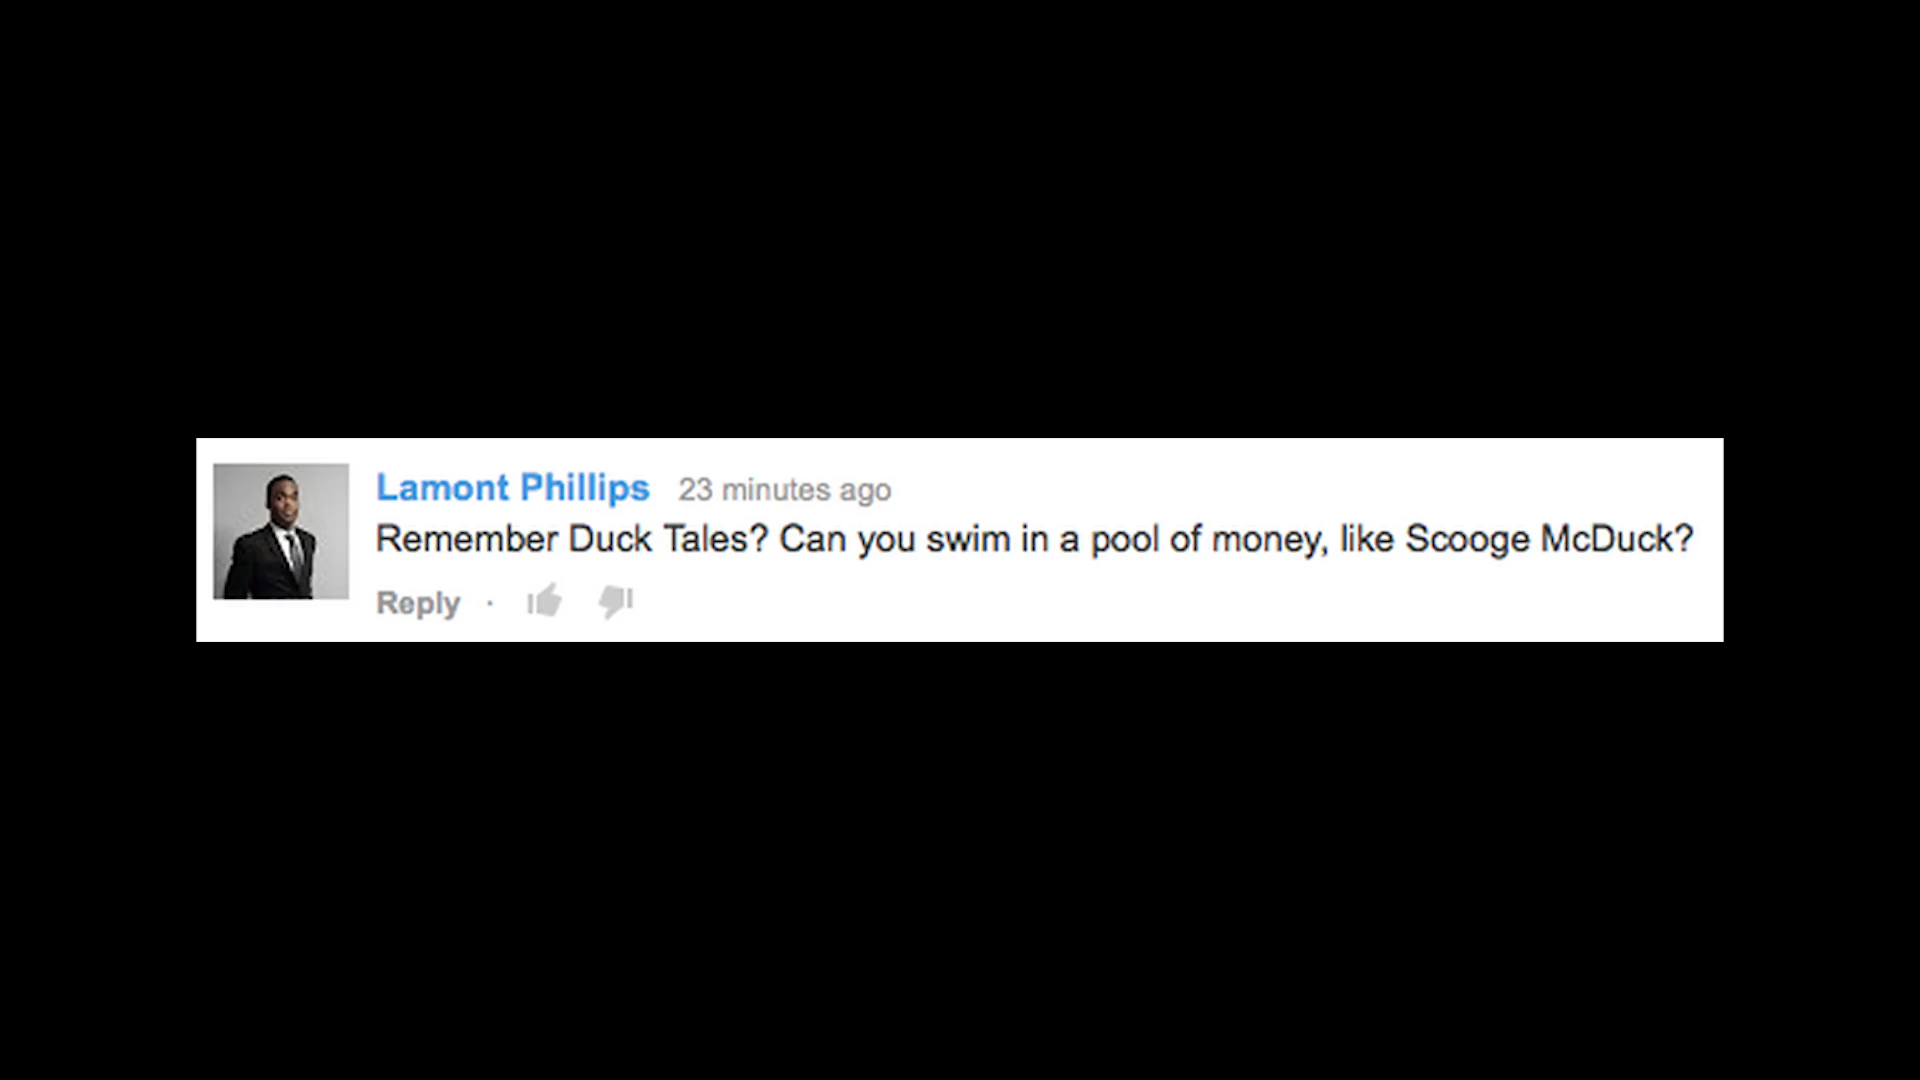 Lamont Phillips 23 minutes ago
Remember Duck Tales? Can you swim in a pool of money, like Scooge McDuck?
Reply ·